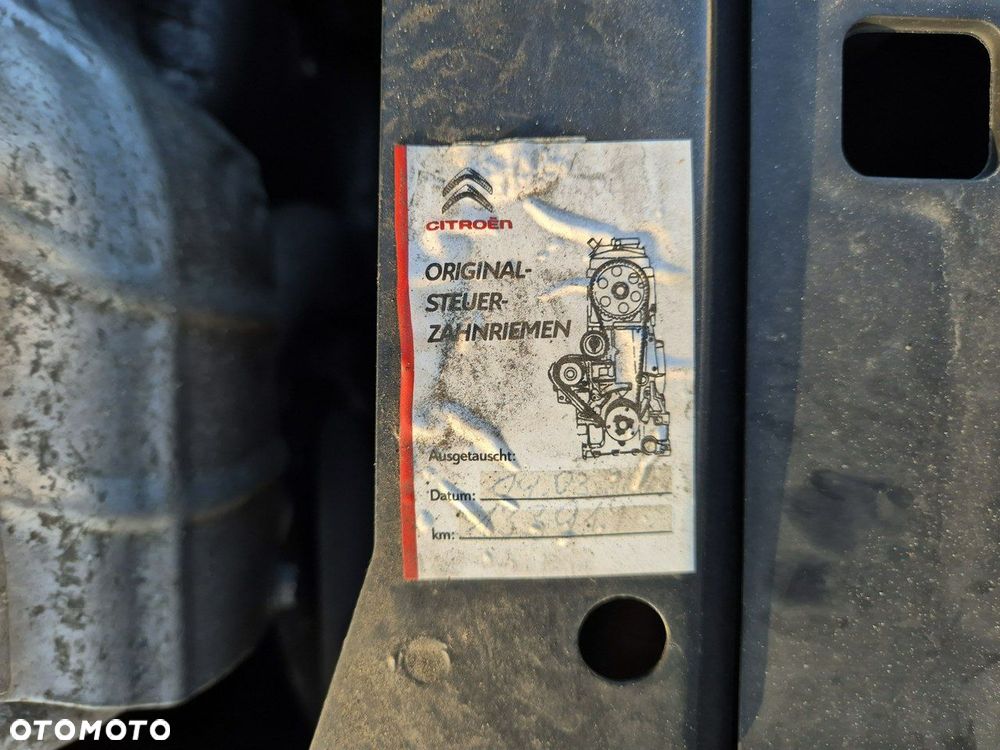 CITROËN
ORIGINAL-
STEUER-
ZAHNRIEMEN
Ausgetauscht:
Datum:
km:
OTOMOTO